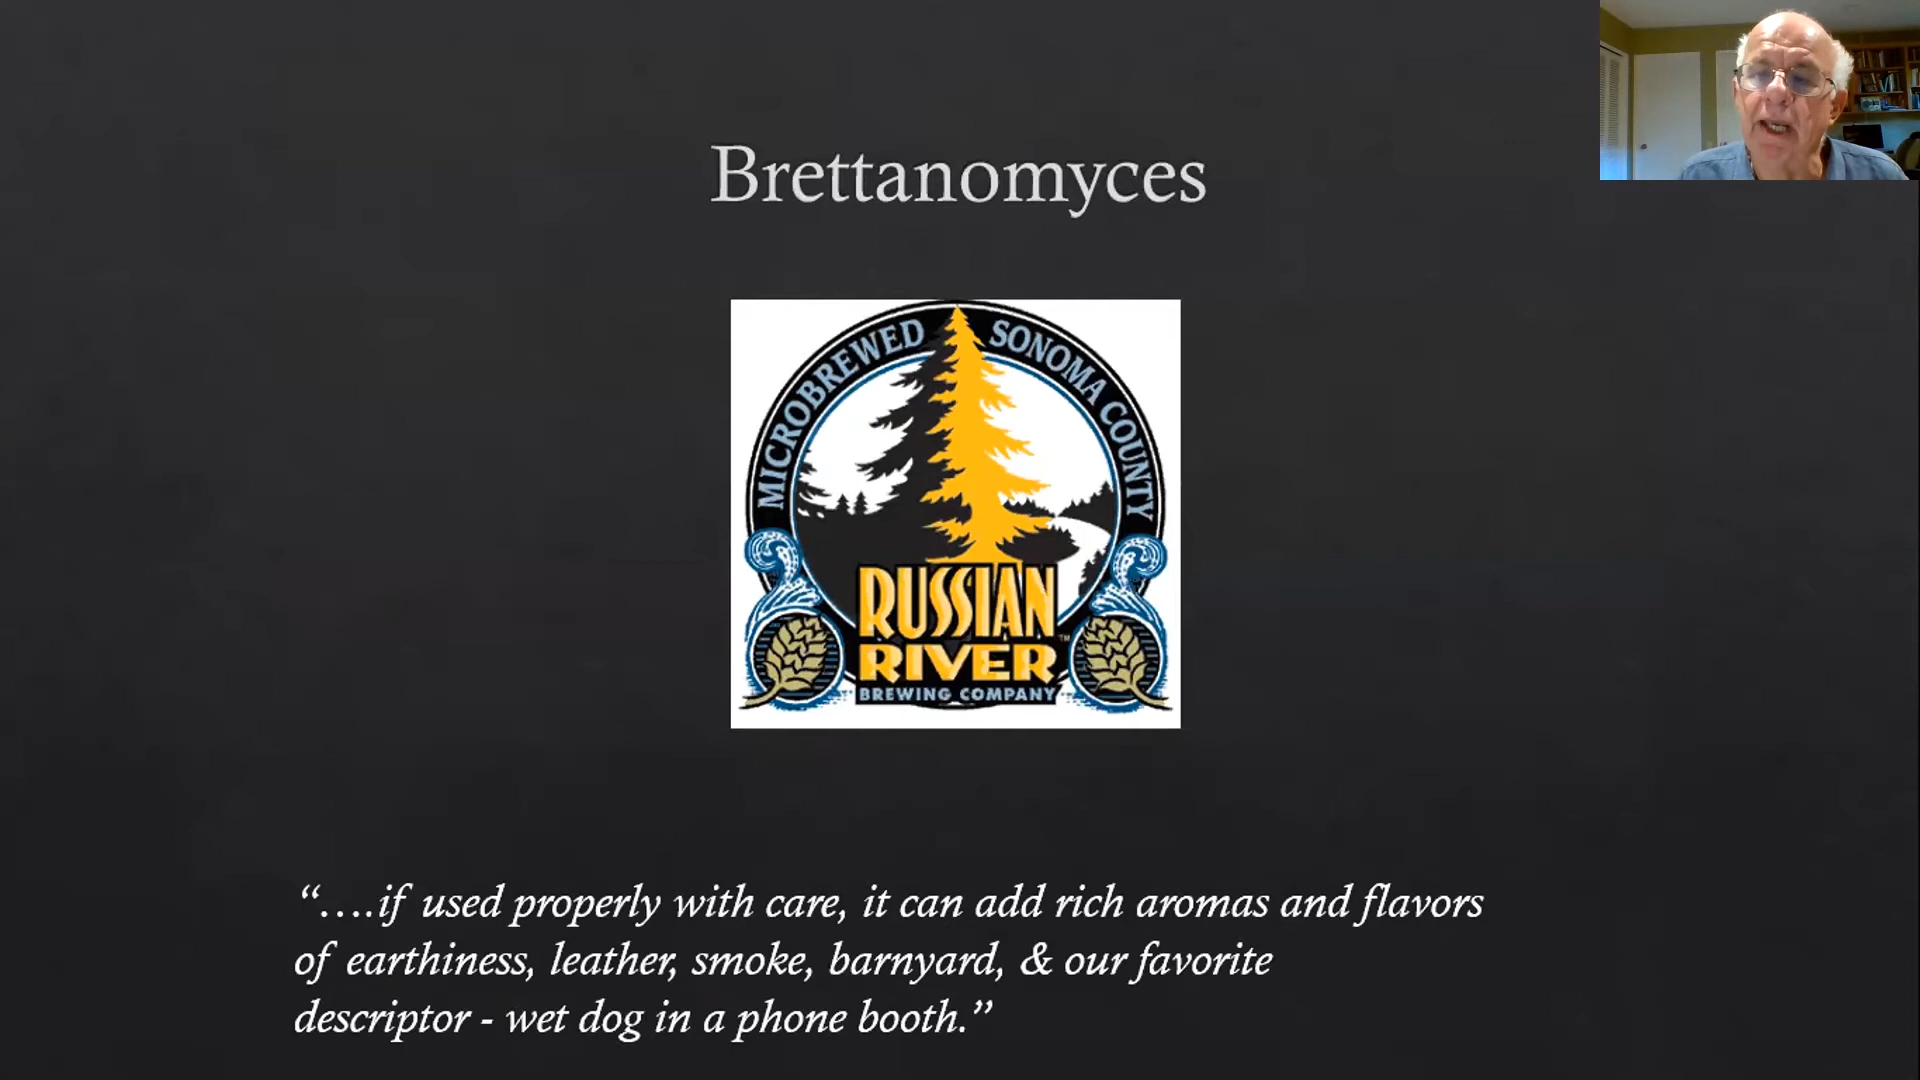 Brettanomyces
MICROBREWED SONOMA COUNTY
RUSSIAN
RIVER
BREWING COMPANY
TM
“….if used properly with care, it can add rich aromas and flavors
of earthiness, leather, smoke, barnyard, & our favorite
descriptor - wet dog in a phone booth.”